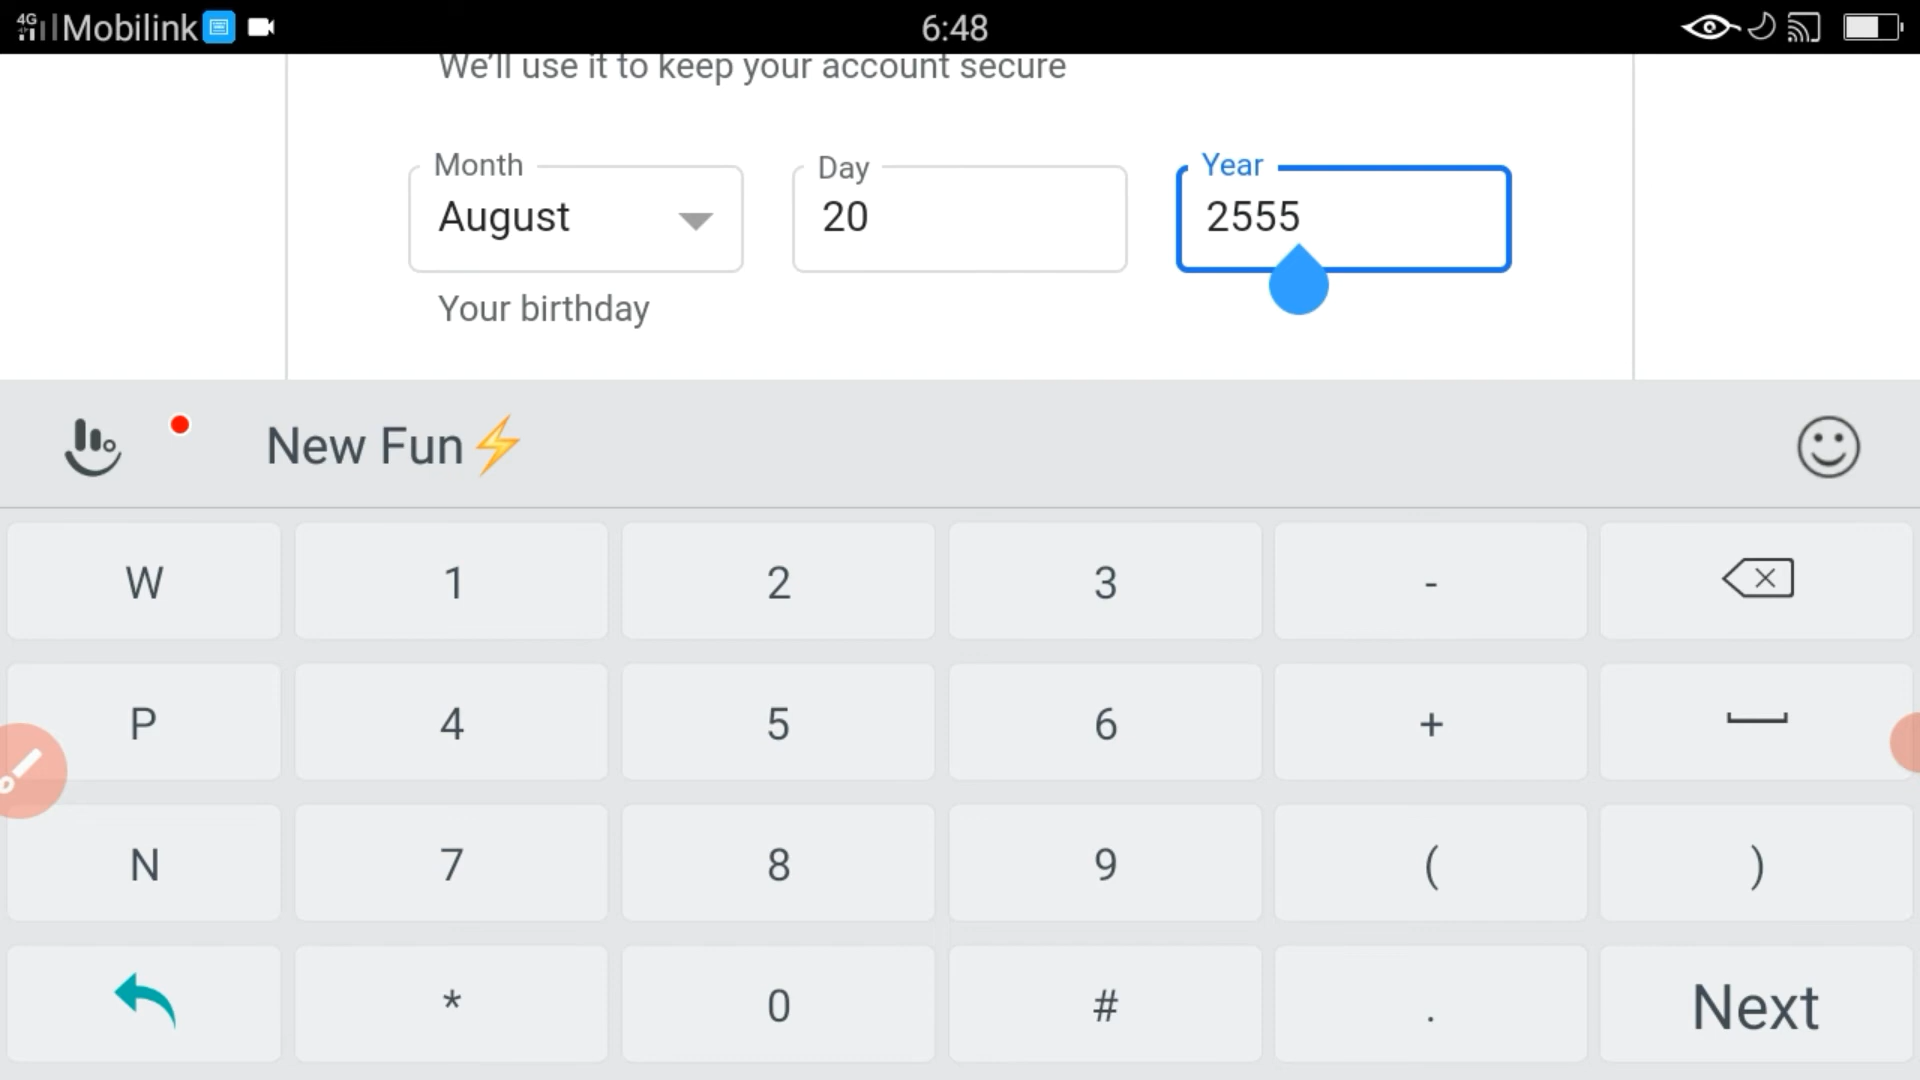 4G Mobilink 6:48
We'll use it to keep your account secure
Month Day Year
August 20 2555
Your birthday
New Fun⚡
W 1 2 3 -
P 4 5 6 +
N 7 8 9 ( )
* 0 # . Next